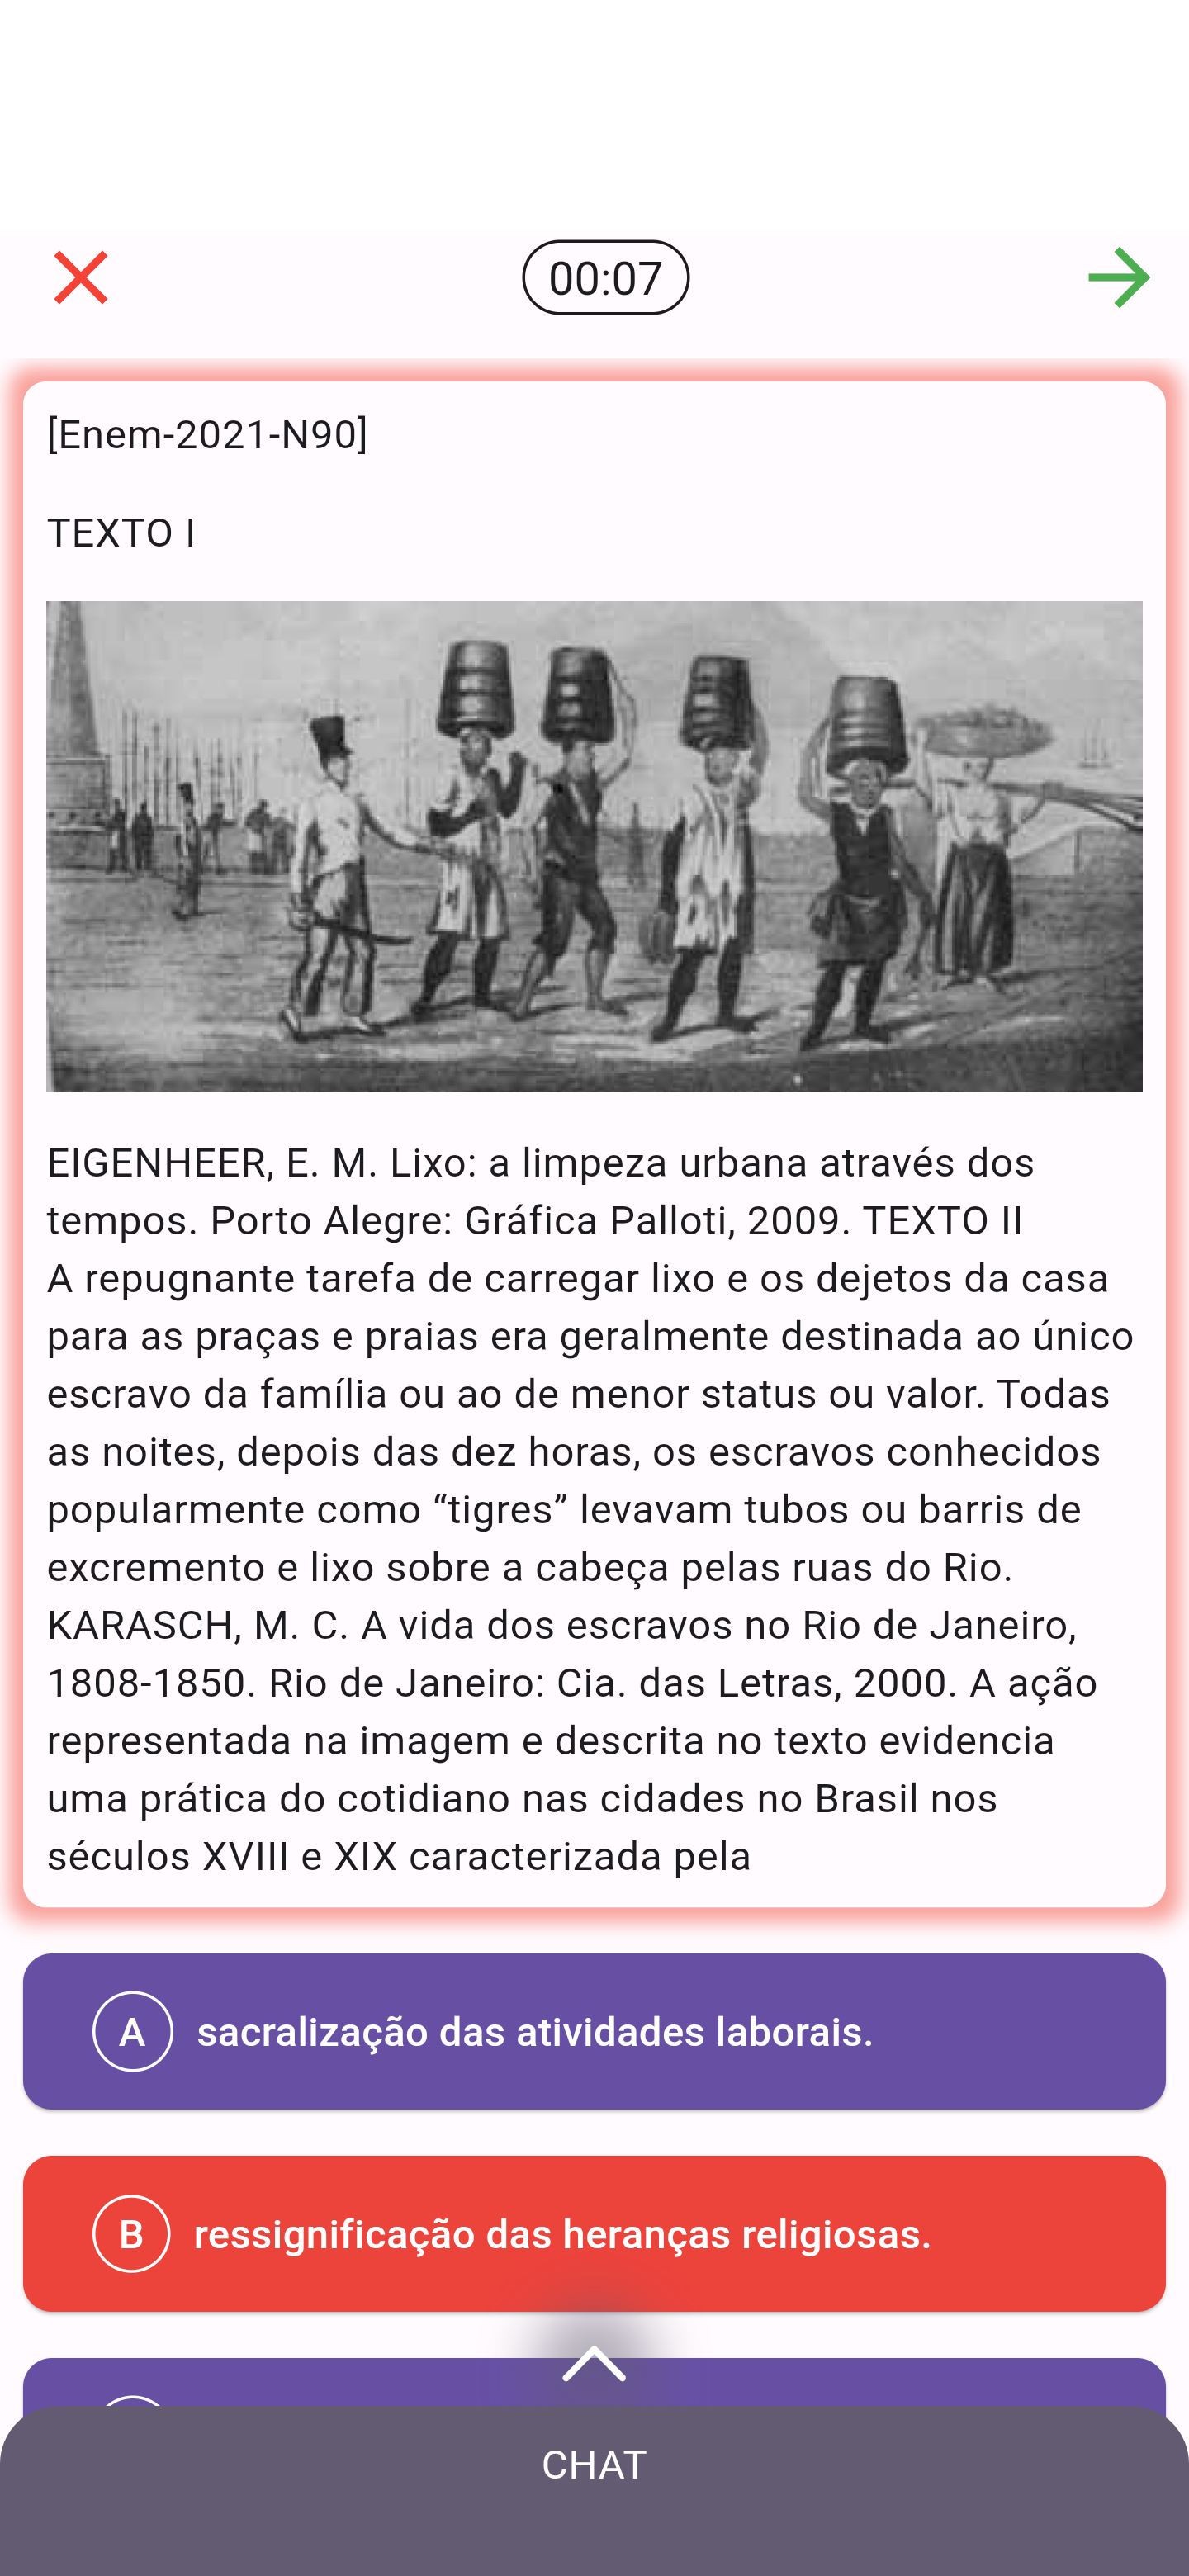 00:07
[Enem-2021-N90]
TEXTO I
EIGENHEER, E. M. Lixo: a limpeza urbana através dos
tempos. Porto Alegre: Gráfica Palloti, 2009. TEXTO II
A repugnante tarefa de carregar lixo e os dejetos da casa
para as praças e praias era geralmente destinada ao único
escravo da família ou ao de menor status ou valor. Todas
as noites, depois das dez horas, os escravos conhecidos
popularmente como “tigres” levavam tubos ou barris de
excremento e lixo sobre a cabeça pelas ruas do Rio.
KARASCH, M. C. A vida dos escravos no Rio de Janeiro,
1808-1850. Rio de Janeiro: Cia. das Letras, 2000. A ação
representada na imagem e descrita no texto evidencia
uma prática do cotidiano nas cidades no Brasil nos
séculos XVIII e XIX caracterizada pela
A sacralização das atividades laborais.
B ressignificação das heranças religiosas.
CHAT